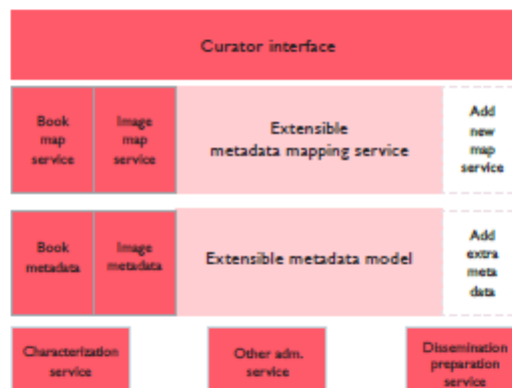 Curator interface
Book
map
service
Image
map
service
Extensible
metadata mapping service
Add
new
map
service
Book
metadata
Image
metadata
Extensible metadata model
Add
extra
meta
data
Characterization
service
Other adm.
service
Dissemination
preparation
service